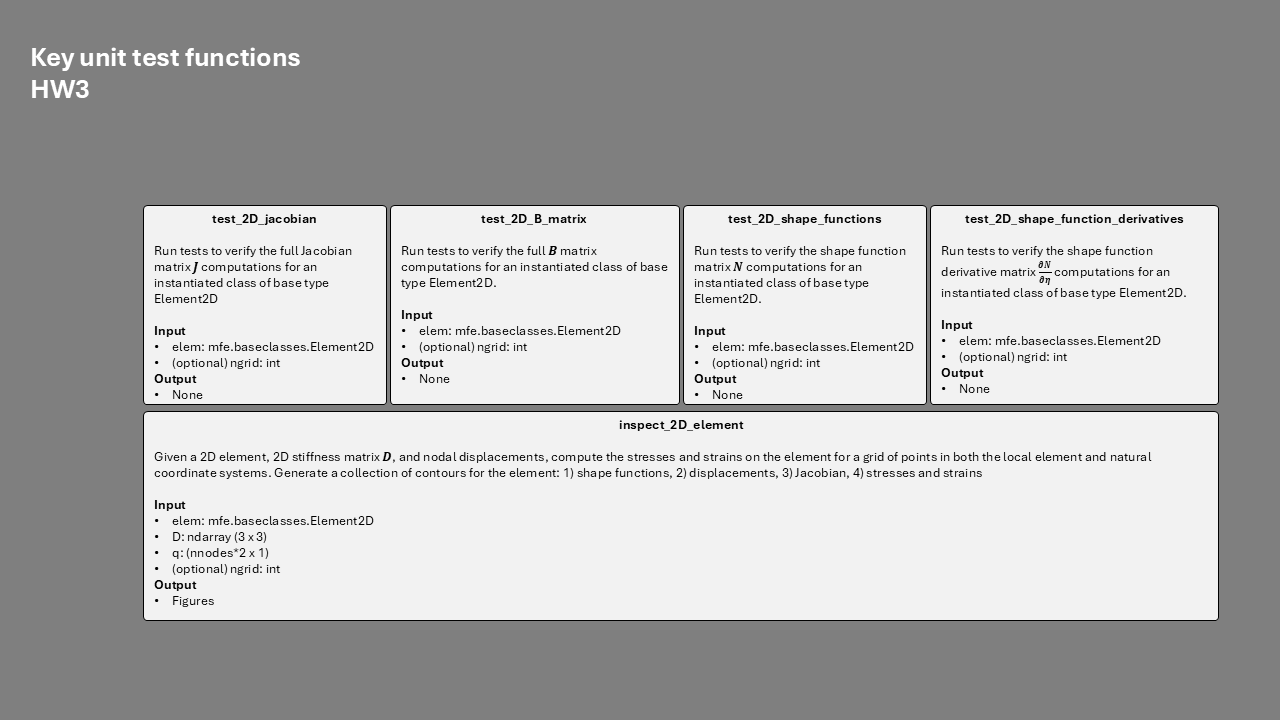 Key unit test functions
HW3
test_2D_jacobian
Run tests to verify the full Jacobian
matrix J computations for an
instantiated class of base type
Element2D
Input
• elem: mfe.baseclasses.Element2D
• (optional) ngrid: int
Output
• None
test_2D_B_matrix
Run tests to verify the full B matrix
computations for an instantiated class of base
type Element2D.
Input
• elem: mfe.baseclasses.Element2D
• (optional) ngrid: int
Output
• None
test_2D_shape_functions
Run tests to verify the shape function
matrix N computations for an
instantiated class of base type
Element2D.
Input
• elem: mfe.baseclasses.Element2D
• (optional) ngrid: int
Output
• None
test_2D_shape_function_derivatives
Run tests to verify the shape function
derivative matrix ∂N/∂η computations for an
instantiated class of base type Element2D.
Input
• elem: mfe.baseclasses.Element2D
• (optional) ngrid: int
Output
• None
inspect_2D_element
Given a 2D element, 2D stiffness matrix D, and nodal displacements, compute the stresses and strains on the element for a grid of points in both the local element and natural
coordinate systems. Generate a collection of contours for the element: 1) shape functions, 2) displacements, 3) Jacobian, 4) stresses and strains
Input
• elem: mfe.baseclasses.Element2D
• D: ndarray (3 x 3)
• q: (nnodes*2 x 1)
• (optional) ngrid: int
Output
• Figures